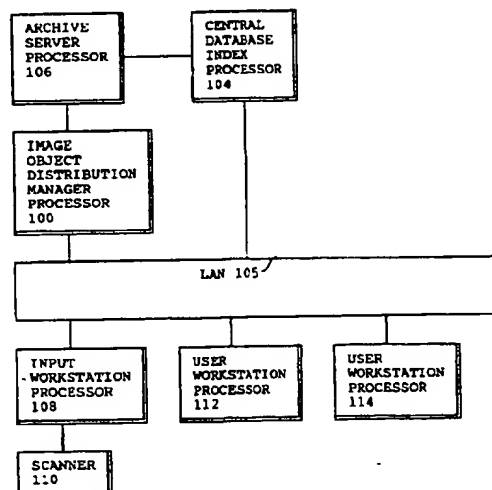 ARCHIVE
SERVER
PROCESSOR
106
CENTRAL
DATABASE
INDEX
PROCESSOR
104
IMAGE
OBJECT
DISTRIBUTION
MANAGER
PROCESSOR
100
LAN 105
INPUT
WORKSTATION
PROCESSOR
108
USER
WORKSTATION
PROCESSOR
112
USER
WORKSTATION
PROCESSOR
114
SCANNER
110